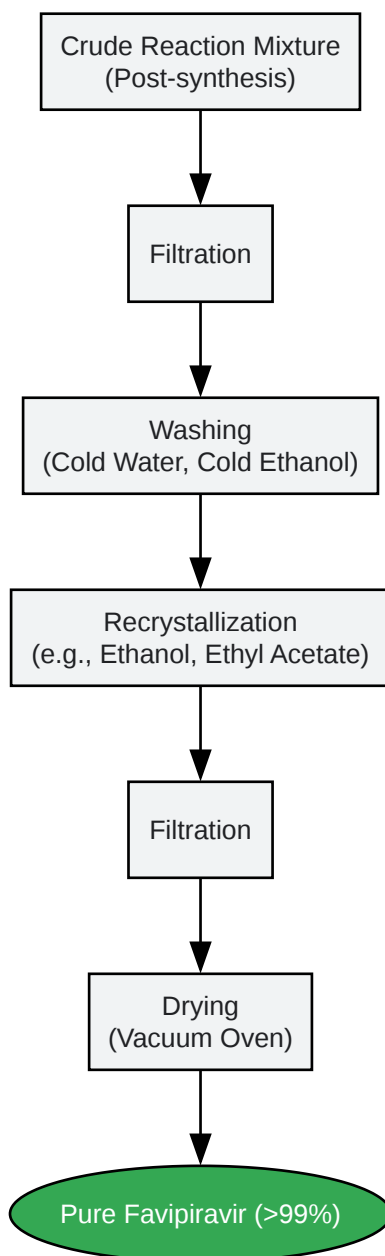 Crude Reaction Mixture
(Post-synthesis)
Filtration
Washing
(Cold Water, Cold Ethanol)
Recrystallization
(e.g., Ethanol, Ethyl Acetate)
Filtration
Drying
(Vacuum Oven)
Pure Favipiravir (>99%)